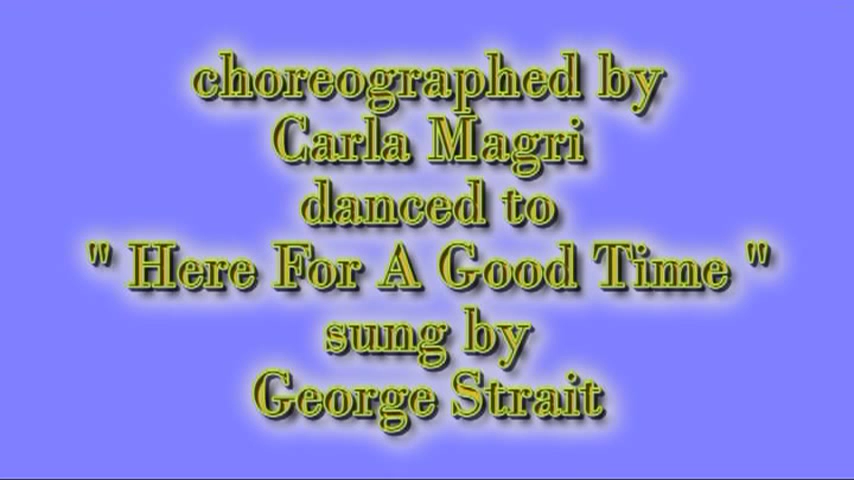 choreographed by
Carla Magri
danced to
" Here For A Good Time "
sung by
George Strait